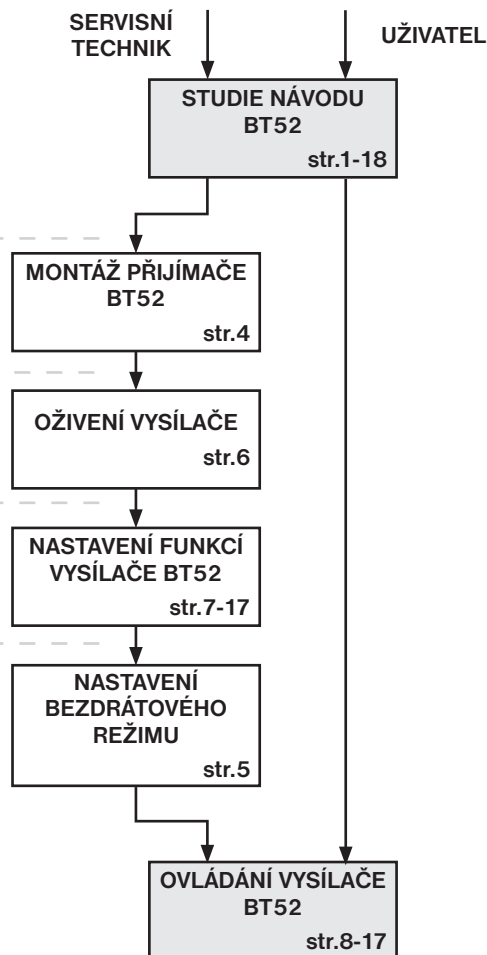 SERVISNÍ
TECHNIK
UŽIVATEL
STUDIE NÁVODU
BT52
str.1-18
MONTÁŽ PŘIJÍMAČE
BT52
str.4
OŽIVENÍ VYSÍLAČE
str.6
NASTAVENÍ FUNKCÍ
VYSÍLAČE BT52
str.7-17
NASTAVENÍ
BEZDRÁTOVÉHO
REŽIMU
str.5
OVLÁDÁNÍ VYSÍLAČE
BT52
str.8-17